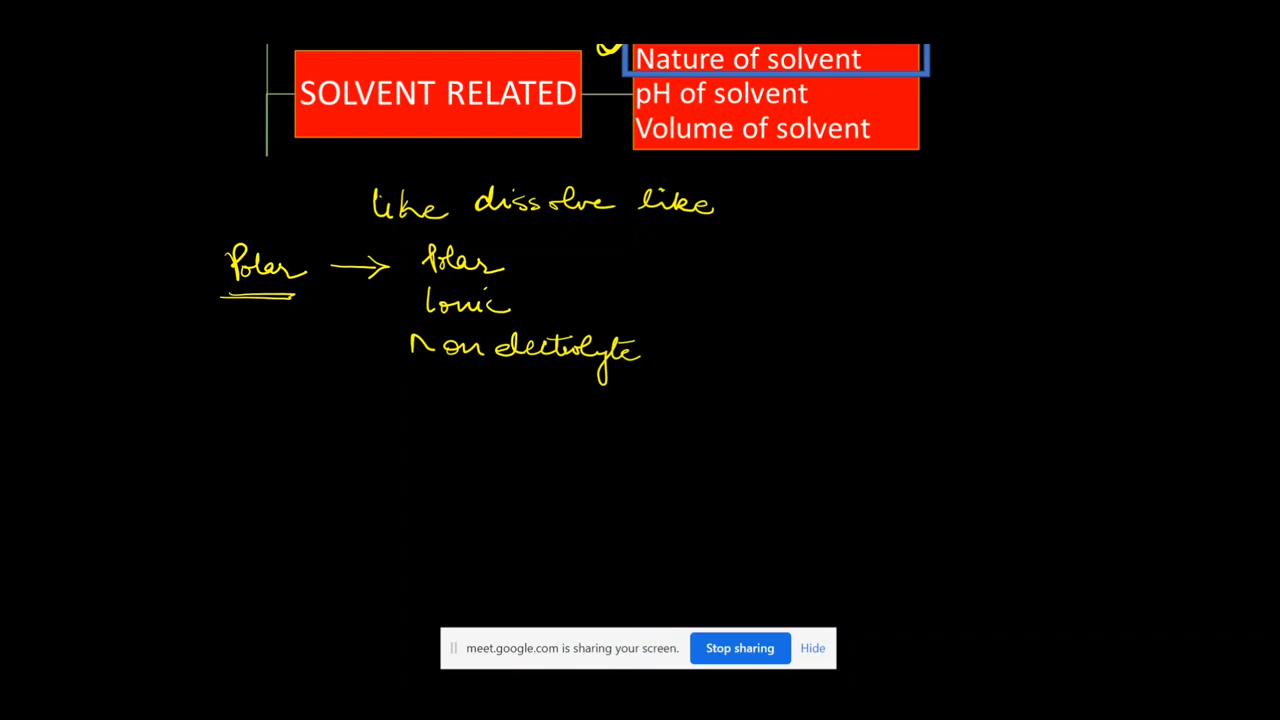 Nature of solvent
SOLVENT RELATED
pH of solvent
Volume of solvent
like dissolve like
Polar → Polar
Ionic
Non electrolyte
meet.google.com is sharing your screen. Stop sharing Hide